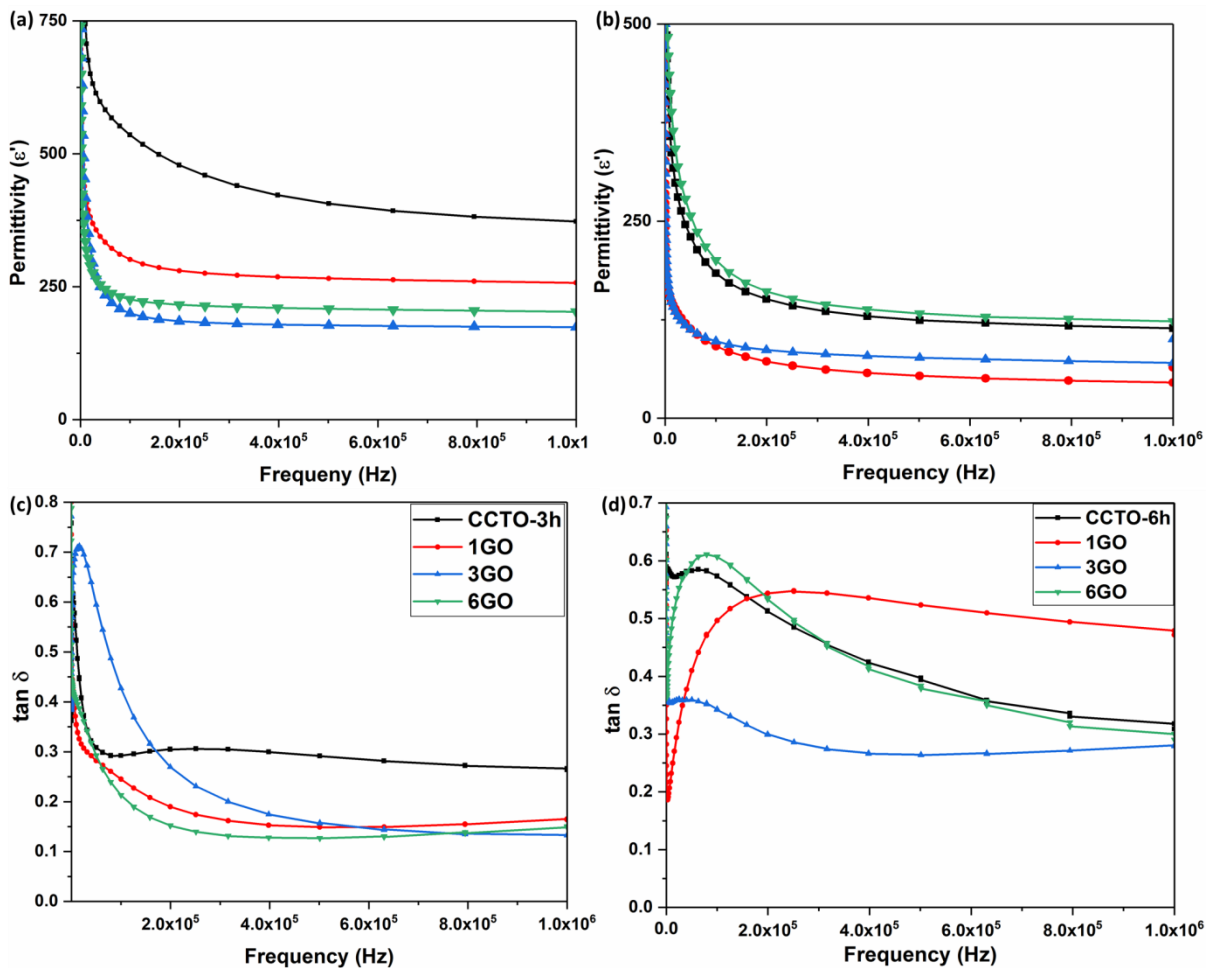 (a)
750
500
250
0
Permittivity (ε')
0.0
2.0x10⁵
4.0x10⁵
6.0x10⁵
8.0x10⁵
1.0x1
Frequeny (Hz)
(b)
500
250
0
Permittivity (ε')
0.0
2.0x10⁵
4.0x10⁵
6.0x10⁵
8.0x10⁵
1.0x10⁶
Frequency (Hz)
(c)
0.8
0.7
0.6
0.5
0.4
0.3
0.2
0.1
0.0
tan δ
CCTO-3h
1GO
3GO
6GO
2.0x10⁵
4.0x10⁵
6.0x10⁵
8.0x10⁵
1.0x10⁶
Frequency (Hz)
(d)
0.7
0.6
0.5
0.4
0.3
0.2
0.1
0.0
tan δ
CCTO-6h
1GO
3GO
6GO
0.0
2.0x10⁵
4.0x10⁵
6.0x10⁵
8.0x10⁵
1.0x10⁶
Frequency (Hz)